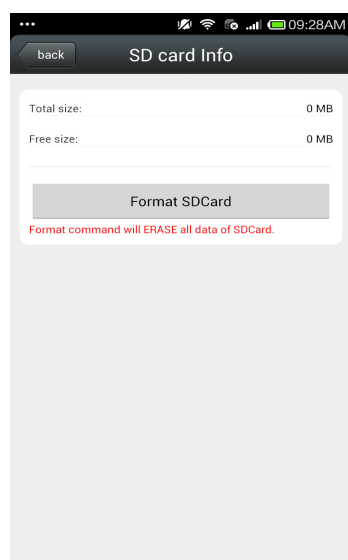 ... 09:28AM
back SD card Info
Total size: 0 MB
Free size: 0 MB
Format SDCard
Format command will ERASE all data of SDCard.